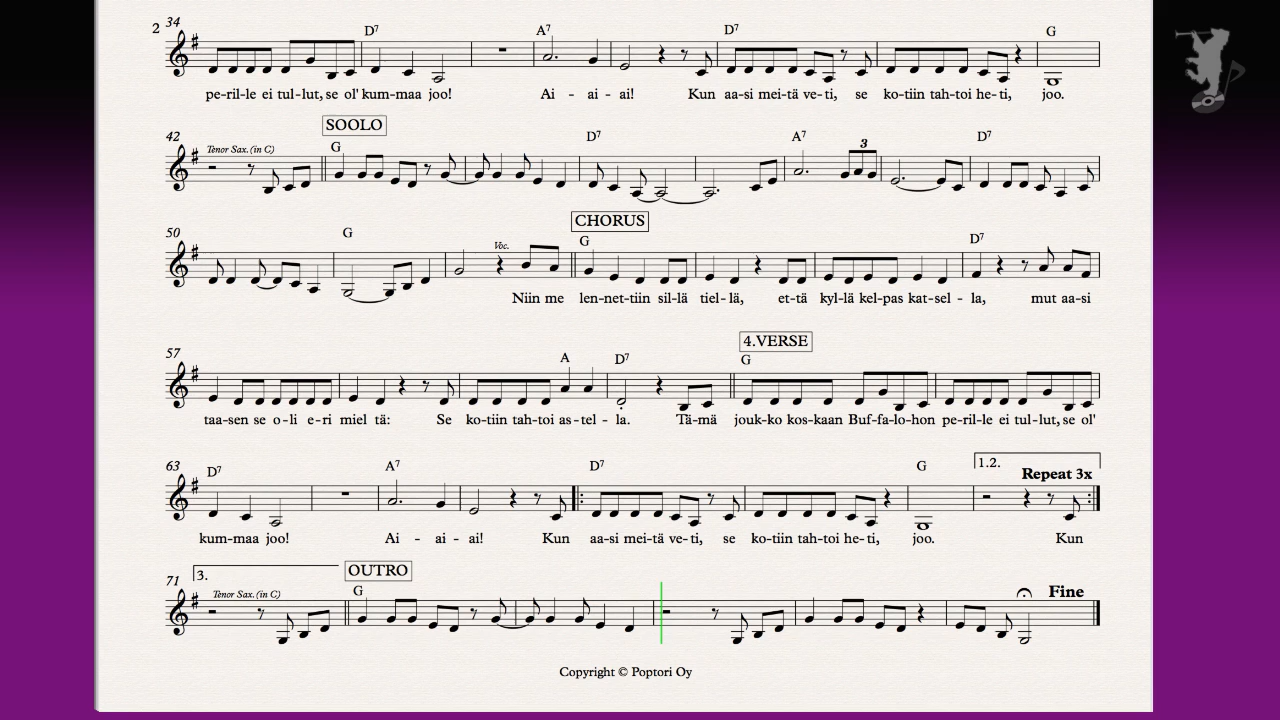 2 34 D7 A7 D7 G
pe-ril-le ei tul-lut, se ol' kum-maa joo! Ai - ai - ai! Kun aa-si mei-tä ve-ti, se ko-tiin tah-toi he-ti, joo.
SOOLO
42 Tenor Sax. (in C) G D7 A7 3 D7
CHORUS
50 G Voc. G D7
Niin me len-net-tiin sil-lä tiel-lä, et-tä kyl-lä kel-pas kat-sel - la, mut aa-si
4.VERSE
57 A D7 G
taa-sen se o-li e-ri miel tä: Se ko-tiin tah-toi as-tel - la. Tä-mä jouk-ko kos-kaan Buf-fa-lo-hon pe-ril-le ei tul-lut, se ol'
63 D7 A7 D7 G 1.2. Repeat 3x
kum-maa joo! Ai - ai - ai! Kun aa-si mei-tä ve-ti, se ko-tiin tah-toi he-ti, joo. Kun
71 3. OUTRO
Tenor Sax. (in C) G Fine
Copyright © Poptori Oy